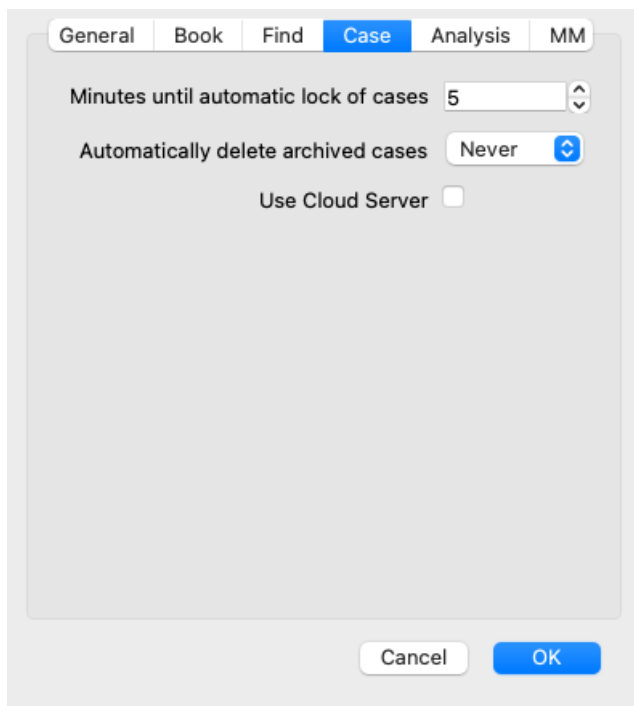 General Book Find Case Analysis MM
Minutes until automatic lock of cases 5
Automatically delete archived cases Never
Use Cloud Server
Cancel OK